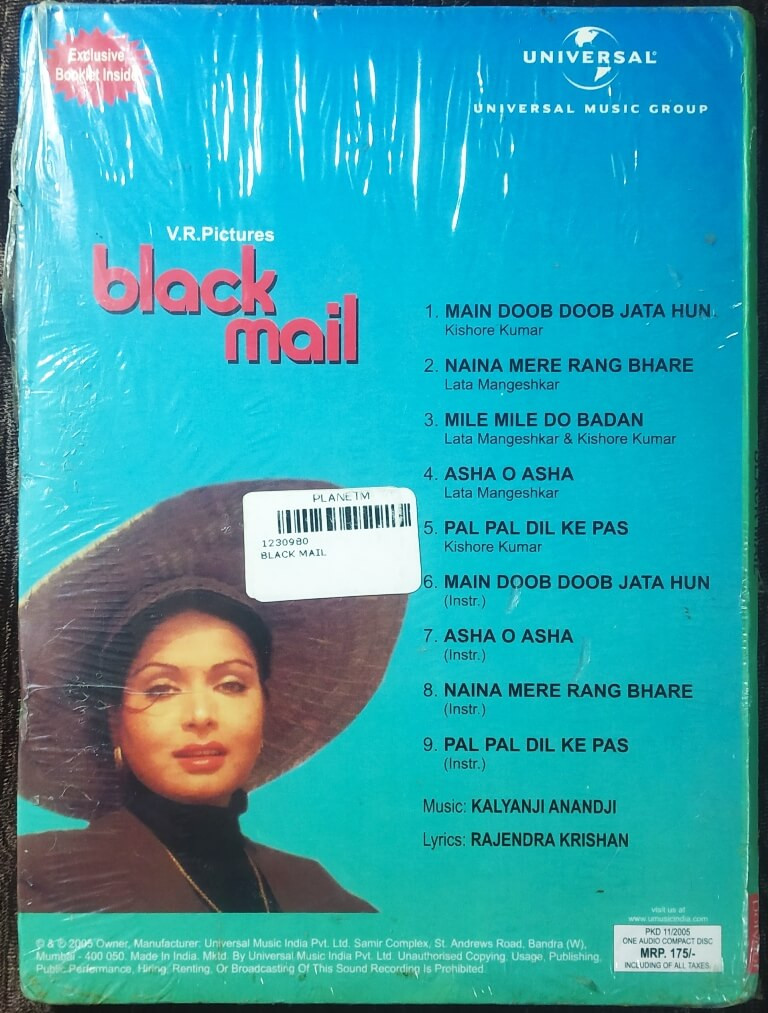 Exclusive
Booklet Inside
UNIVERSAL
UNIVERSAL MUSIC GROUP
V.R.Pictures
black
mail
1. MAIN DOOB DOOB JATA HUN
Kishore Kumar
2. NAINA MERE RANG BHARE
Lata Mangeshkar
3. MILE MILE DO BADAN
Lata Mangeshkar & Kishore Kumar
4. ASHA O ASHA
Lata Mangeshkar
PLANETM
1230980
BLACK MAIL
5. PAL PAL DIL KE PAS
Kishore Kumar
6. MAIN DOOB DOOB JATA HUN
(Instr.)
7. ASHA O ASHA
(Instr.)
8. NAINA MERE RANG BHARE
(Instr.)
9. PAL PAL DIL KE PAS
(Instr.)
Music: KALYANJI ANANDJI
Lyrics: RAJENDRA KRISHAN
visit us at
www.umusicindia.com
PKD 11/2005
ONE AUDIO COMPACT DISC
MRP. 175/-
INCLUDING OF ALL TAXES
℗ & © 2005 Owner, Manufacturer: Universal Music India Pvt. Ltd. Samir Complex, St. Andrews Road, Bandra (W),
Mumbai - 400 050. Made In India. Mktd. By Universal Music India Pvt. Ltd. Unauthorised Copying, Usage, Publishing,
Public Performance, Hiring, Renting, Or Broadcasting Of This Sound Recording Is Prohibited